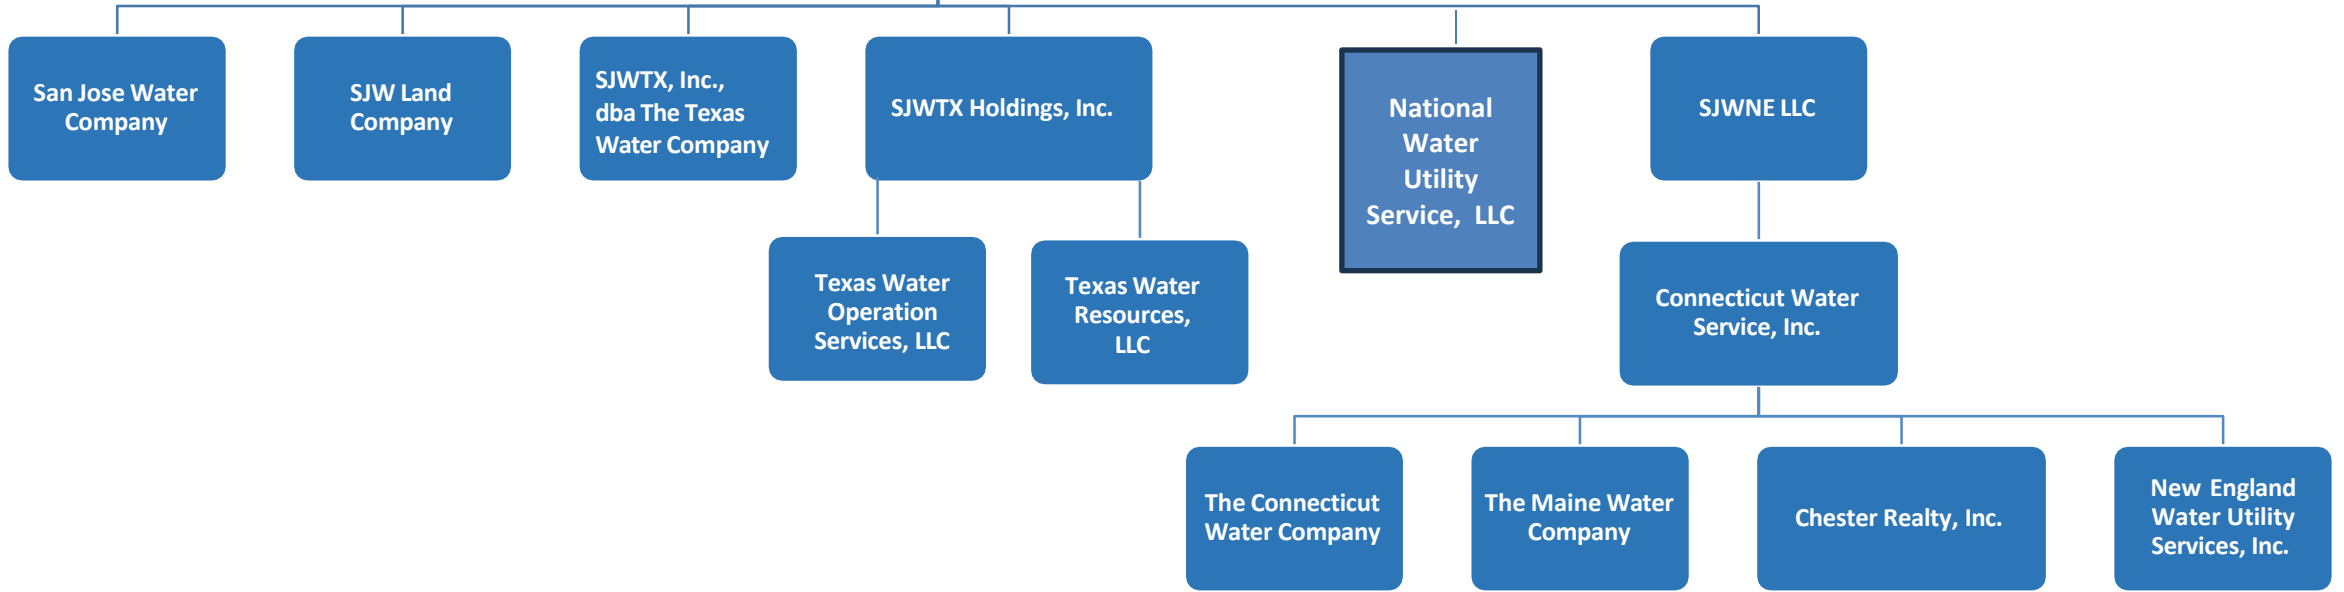 San Jose Water
Company
SJW Land
Company
SJWTX, Inc.,
dba The Texas
Water Company
SJWTX Holdings, Inc.
National
Water
Utility
Service, LLC
SJWNE LLC
Texas Water
Operation
Services, LLC
Texas Water
Resources,
LLC
Connecticut Water
Service, Inc.
The Connecticut
Water Company
The Maine Water
Company
Chester Realty, Inc.
New England
Water Utility
Services, Inc.